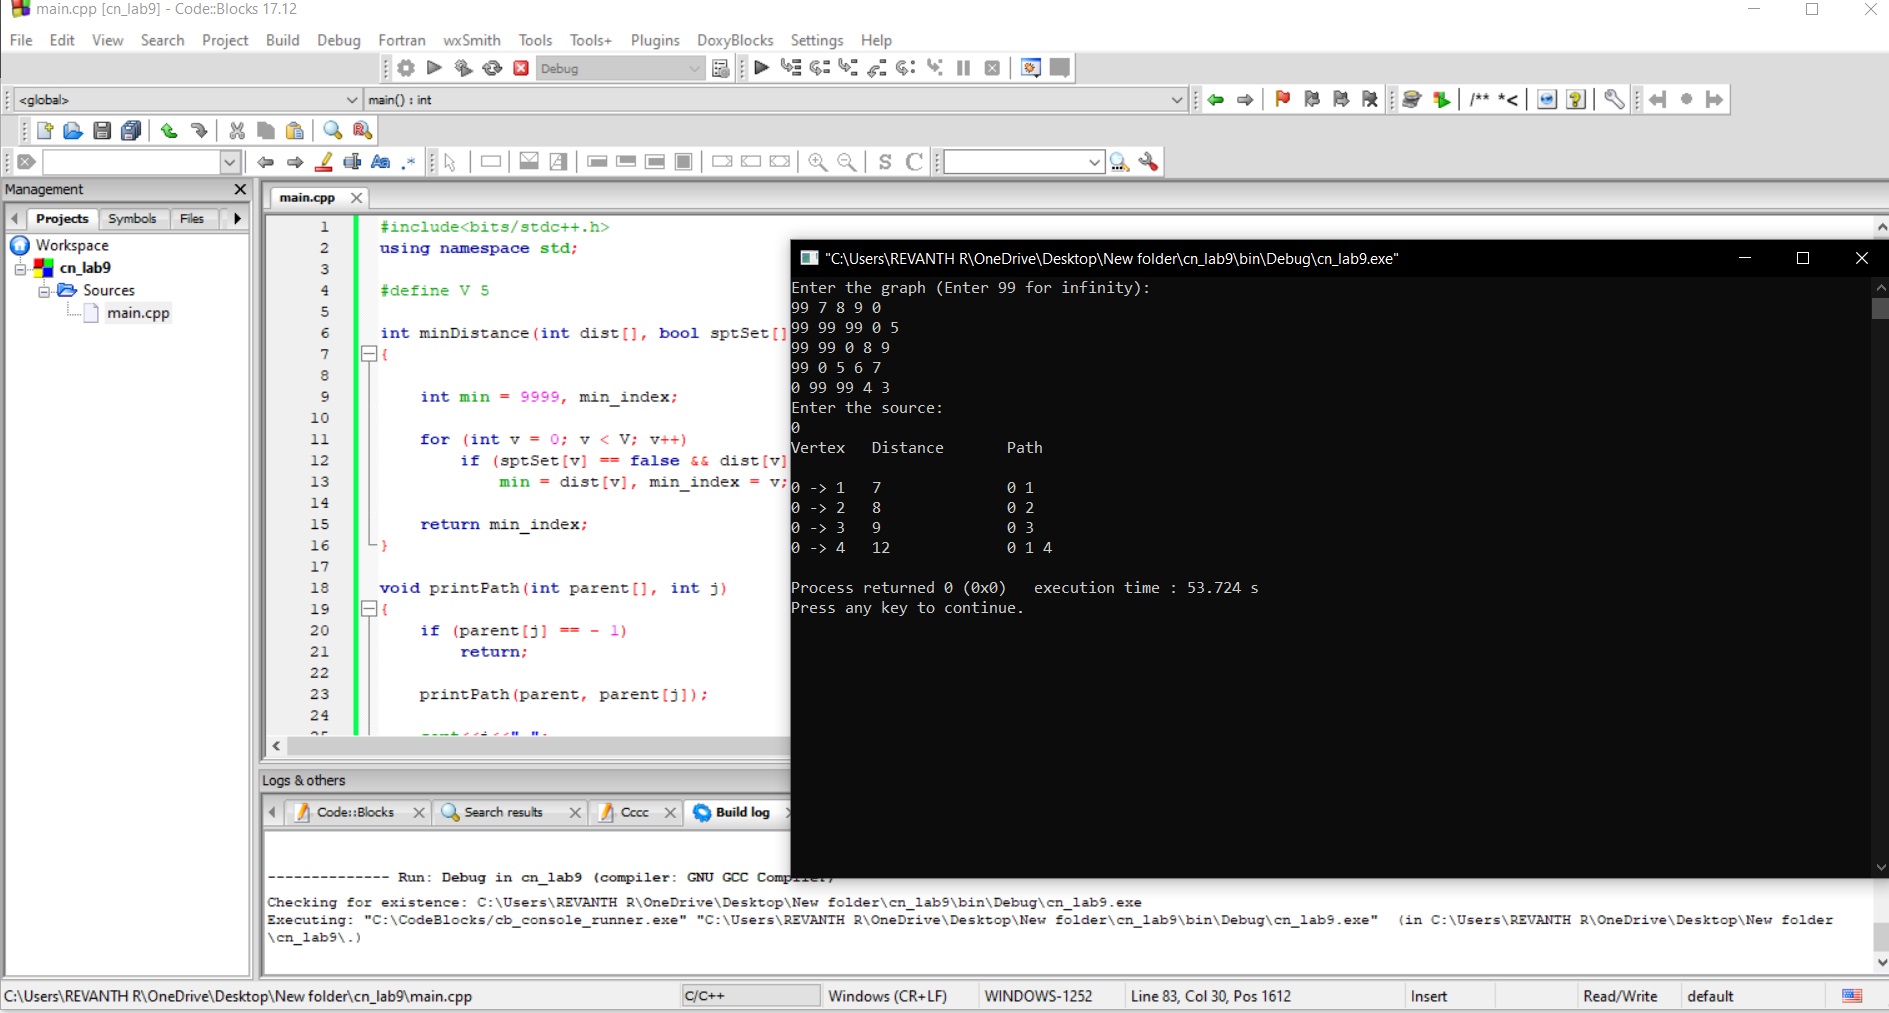 main.cpp [cn_lab9] - Code::Blocks 17.12
File Edit View Search Project Build Debug Fortran wxSmith Tools Tools+ Plugins DoxyBlocks Settings Help
Debug
<global> main() : int
/** *<
Aa .* S C
Management
Projects Symbols Files
Workspace
cn_lab9
Sources
main.cpp
main.cpp
1 #include<bits/stdc++.h>
2 using namespace std;
3
4 #define V 5
5
6 int minDistance(int dist[], bool sptSet[]
7 {
8
9 int min = 9999, min_index;
10
11 for (int v = 0; v < V; v++)
12 if (sptSet[v] == false && dist[v]
13 min = dist[v], min_index = v;
14
15 return min_index;
16 }
17
18 void printPath(int parent[], int j)
19 {
20 if (parent[j] == - 1)
21 return;
22
23 printPath(parent, parent[j]);
24
"C:\Users\REVANTH R\OneDrive\Desktop\New folder\cn_lab9\bin\Debug\cn_lab9.exe"
Enter the graph (Enter 99 for infinity):
99 7 8 9 0
99 99 99 0 5
99 99 0 8 9
99 0 5 6 7
0 99 99 4 3
Enter the source:
0
Vertex Distance Path
0 -> 1 7 0 1
0 -> 2 8 0 2
0 -> 3 9 0 3
0 -> 4 12 0 1 4
Process returned 0 (0x0) execution time : 53.724 s
Press any key to continue.
Logs & others
Code::Blocks Search results Cccc Build log
-------------- Run: Debug in cn_lab9 (compiler: GNU GCC Compiler)
Checking for existence: C:\Users\REVANTH R\OneDrive\Desktop\New folder\cn_lab9\bin\Debug\cn_lab9.exe
Executing: "C:\CodeBlocks/cb_console_runner.exe" "C:\Users\REVANTH R\OneDrive\Desktop\New folder\cn_lab9\bin\Debug\cn_lab9.exe" (in C:\Users\REVANTH R\OneDrive\Desktop\New folder
\cn_lab9\.)
C:\Users\REVANTH R\OneDrive\Desktop\New folder\cn_lab9\main.cpp C/C++ Windows (CR+LF) WINDOWS-1252 Line 83, Col 30, Pos 1612 Insert Read/Write default